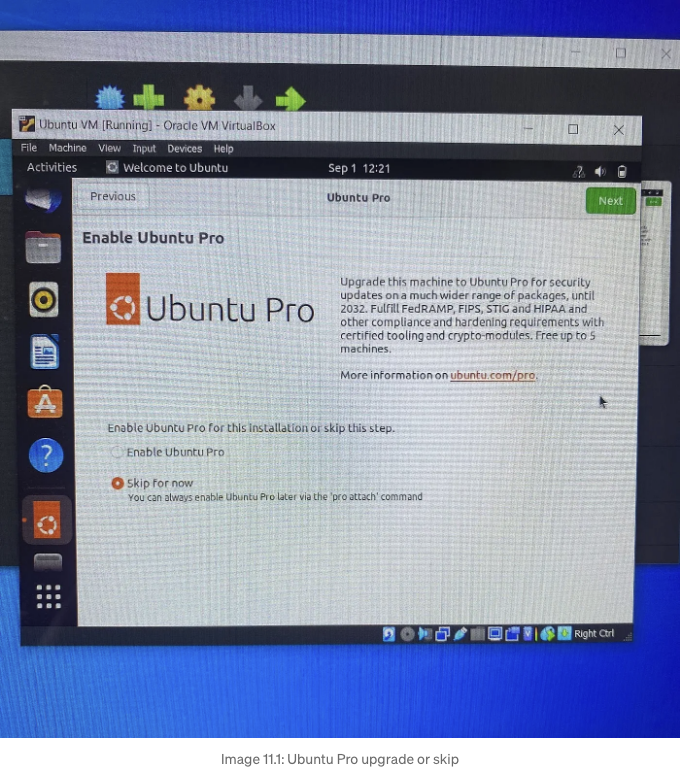 Ubuntu VM [Running] - Oracle VM VirtualBox
File Machine View Input Devices Help
Activities Welcome to Ubuntu Sep 1 12:21
Previous Ubuntu Pro Next
Enable Ubuntu Pro
Ubuntu Pro
Upgrade this machine to Ubuntu Pro for security
updates on a much wider range of packages, until
2032. Fulfill FedRAMP, FIPS, STIG and HIPAA and
other compliance and hardening requirements with
certified tooling and crypto-modules. Free up to 5
machines.
More information on ubuntu.com/pro.
Enable Ubuntu Pro for this installation or skip this step.
Enable Ubuntu Pro
Skip for now
You can always enable Ubuntu Pro later via the 'pro attach' command
Right Ctrl
Image 11.1: Ubuntu Pro upgrade or skip